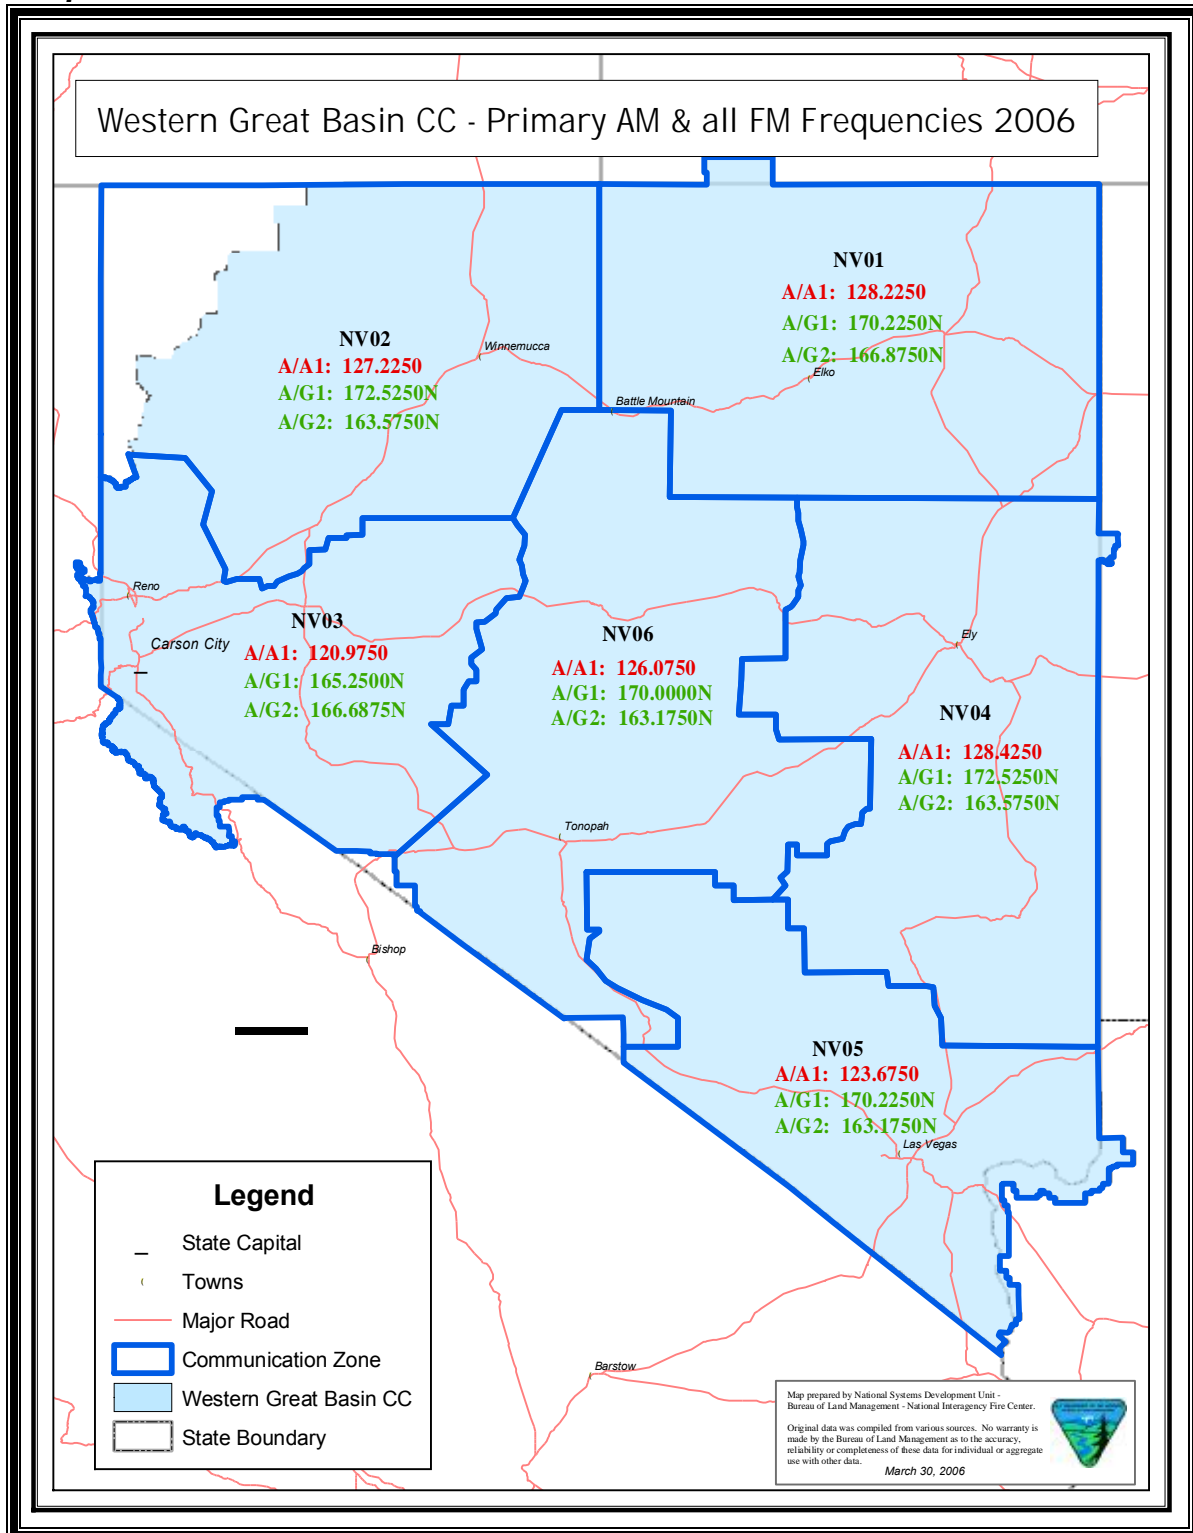 Western Great Basin CC - Primary AM & all FM Frequencies 2006
NV01
A/A1: 128.2250
A/G1: 170.2250N
A/G2: 166.8750N
Elko
NV02
A/A1: 127.2250
A/G1: 172.5250N
A/G2: 163.5750N
Winnemucca
Battle Mountain
Reno
Carson City
NV03
A/A1: 120.9750
A/G1: 165.2500N
A/G2: 166.6875N
NV06
A/A1: 126.0750
A/G1: 170.0000N
A/G2: 163.1750N
Ely
NV04
A/A1: 128.4250
A/G1: 172.5250N
A/G2: 163.5750N
Tonopah
Bishop
NV05
A/A1: 123.6750
A/G1: 170.2250N
A/G2: 163.1750N
Las Vegas
Barstow
Legend
State Capital
Towns
Major Road
Communication Zone
Western Great Basin CC
State Boundary
Map prepared by National Systems Development Unit -
Bureau of Land Management - National Interagency Fire Center.
Original data was compiled from various sources. No warranty is
made by the Bureau of Land Management as to the accuracy,
reliability or completeness of these data for individual or aggregate
use with other data.
March 30, 2006